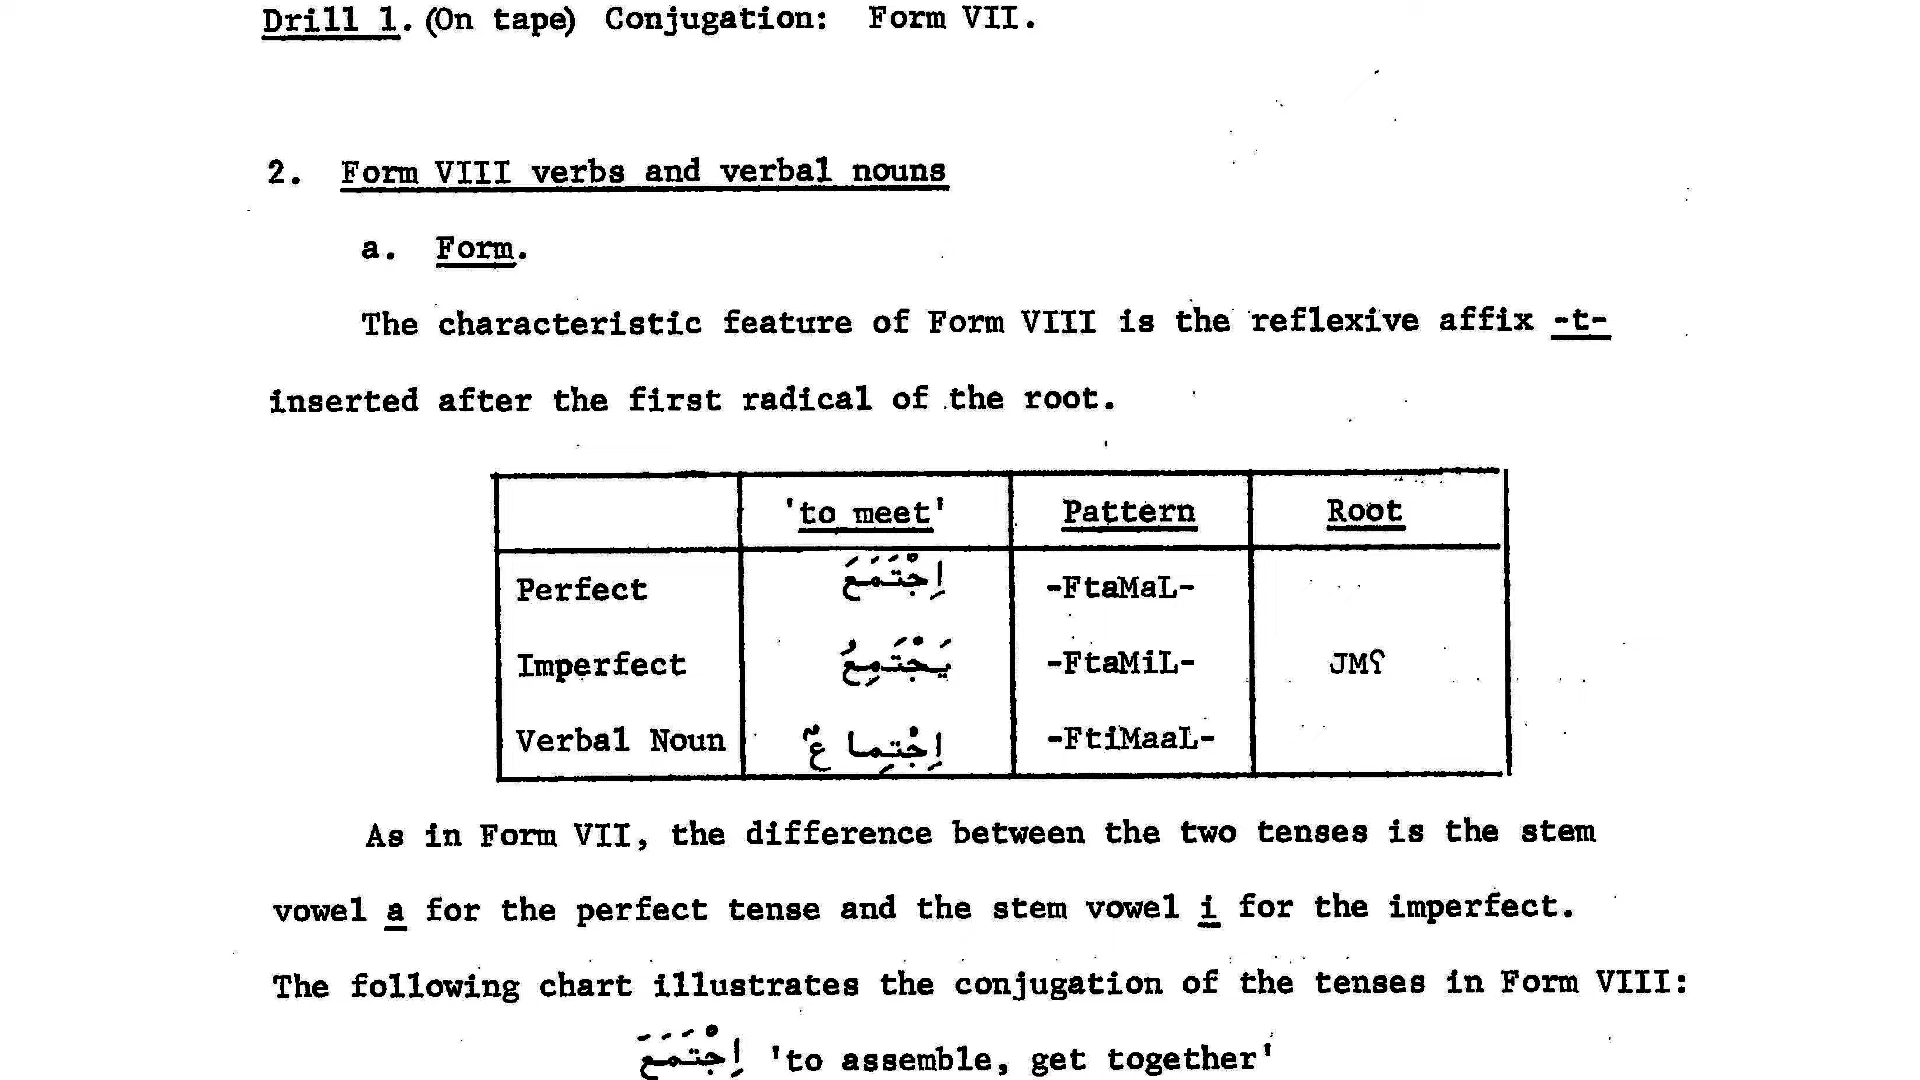 Drill 1. (On tape) Conjugation: Form VII.
2. Form VIII verbs and verbal nouns
a. Form.
The characteristic feature of Form VIII is the reflexive affix -t-
inserted after the first radical of the root.
'to meet' Pattern Root
Perfect اِجْتَمَعَ -FtaMaL-
Imperfect يَجْتَمِعُ -FtaMiL- JMʕ
Verbal Noun اِجْتِماعٌ -FtiMaaL-
As in Form VII, the difference between the two tenses is the stem
vowel a for the perfect tense and the stem vowel i for the imperfect.
The following chart illustrates the conjugation of the tenses in Form VIII:
اِجْتَمَعَ 'to assemble, get together'